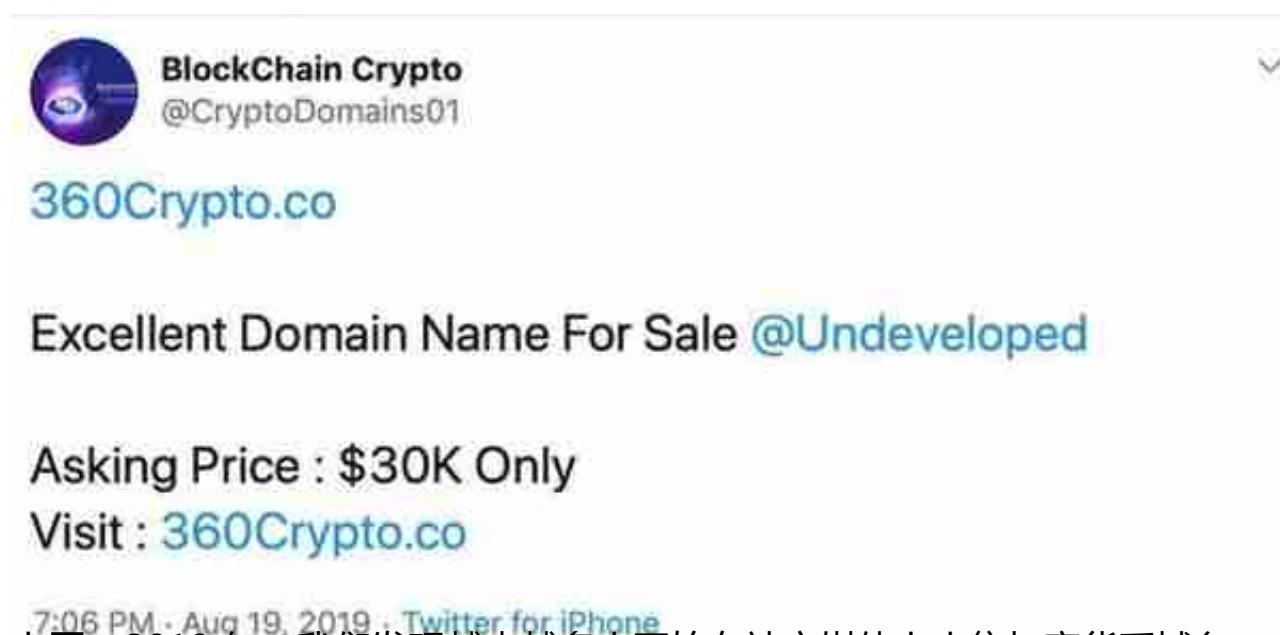 BlockChain Crypto
@CryptoDomains01
360Crypto.co
Excellent Domain Name For Sale @Undeveloped
Asking Price : $30K Only
Visit : 360Crypto.co
7:06 PM · Aug 19, 2019 · Twitter for iPhone